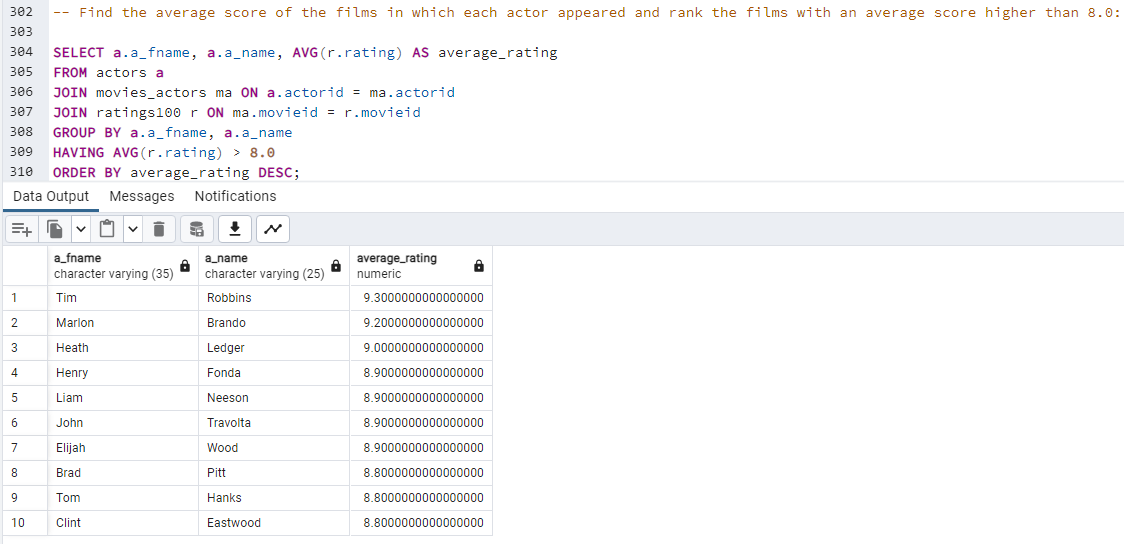 302 -- Find the average score of the films in which each actor appeared and rank the films with an average score higher than 8.0:
303
304 SELECT a.a_fname, a.a_name, AVG(r.rating) AS average_rating
305 FROM actors a
306 JOIN movies_actors ma ON a.actorid = ma.actorid
307 JOIN ratings100 r ON ma.movieid = r.movieid
308 GROUP BY a.a_fname, a.a_name
309 HAVING AVG(r.rating) > 8.0
310 ORDER BY average_rating DESC;
Data Output Messages Notifications
a_fname a_name average_rating
character varying (35) character varying (25) numeric
1 Tim Robbins 9.3000000000000000
2 Marlon Brando 9.2000000000000000
3 Heath Ledger 9.0000000000000000
4 Henry Fonda 8.9000000000000000
5 Liam Neeson 8.9000000000000000
6 John Travolta 8.9000000000000000
7 Elijah Wood 8.9000000000000000
8 Brad Pitt 8.8000000000000000
9 Tom Hanks 8.8000000000000000
10 Clint Eastwood 8.8000000000000000